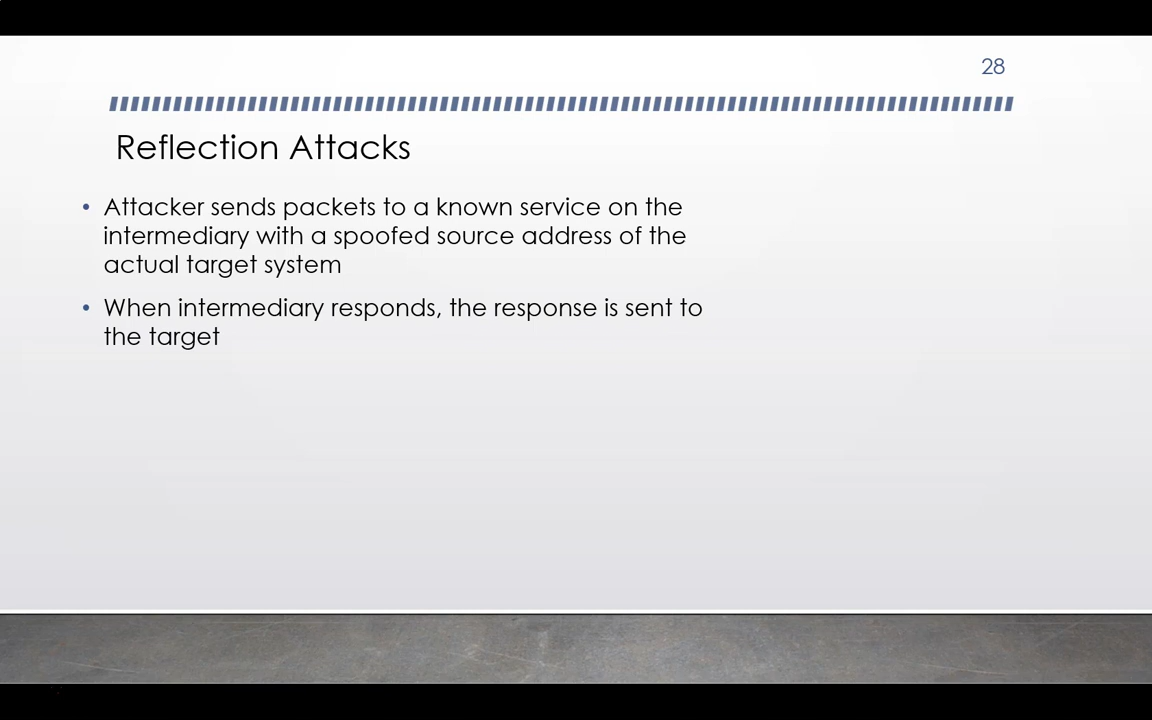 28
Reflection Attacks
• Attacker sends packets to a known service on the
intermediary with a spoofed source address of the
actual target system
• When intermediary responds, the response is sent to
the target